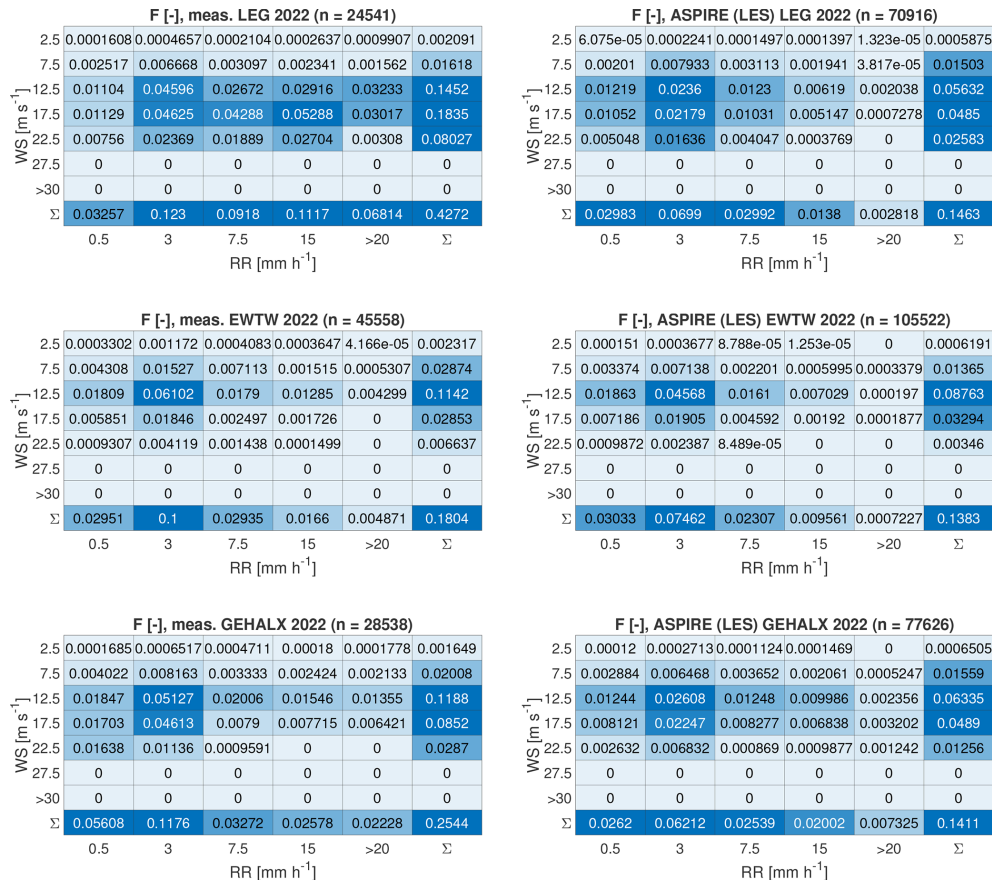 F [-], meas. LEG 2022 (n = 24541)
2.5 0.0001608 0.0004657 0.0002104 0.0002637 0.0009907 0.002091
7.5 0.002517 0.006668 0.003097 0.002341 0.001562 0.01618
12.5 0.01104 0.04596 0.02672 0.02916 0.03233 0.1452
17.5 0.01129 0.04625 0.04288 0.05288 0.03017 0.1835
22.5 0.00756 0.02369 0.01889 0.02704 0.00308 0.08027
27.5 0 0 0 0 0 0
>30 0 0 0 0 0 0
Σ 0.03257 0.123 0.0918 0.1117 0.06814 0.4272
0.5 3 7.5 15 >20 Σ
WS [m s⁻¹]
RR [mm h⁻¹]
F [-], ASPIRE (LES) LEG 2022 (n = 70916)
2.5 6.075e-05 0.0002241 0.0001497 0.0001397 1.323e-05 0.0005875
7.5 0.00201 0.007933 0.003113 0.001941 3.817e-05 0.01503
12.5 0.01219 0.0236 0.0123 0.00619 0.002038 0.05632
17.5 0.01052 0.02179 0.01031 0.005147 0.0007278 0.0485
22.5 0.005048 0.01636 0.004047 0.0003769 0 0.02583
27.5 0 0 0 0 0 0
>30 0 0 0 0 0 0
Σ 0.02983 0.0699 0.02992 0.0138 0.002818 0.1463
0.5 3 7.5 15 >20 Σ
WS [m s⁻¹]
RR [mm h⁻¹]
F [-], meas. EWTW 2022 (n = 45558)
2.5 0.0003302 0.001172 0.0004083 0.0003647 4.166e-05 0.002317
7.5 0.004308 0.01527 0.007113 0.001515 0.0005307 0.02874
12.5 0.01809 0.06102 0.0179 0.01285 0.004299 0.1142
17.5 0.005851 0.01846 0.002497 0.001726 0 0.02853
22.5 0.0009307 0.004119 0.001438 0.0001499 0 0.006637
27.5 0 0 0 0 0 0
>30 0 0 0 0 0 0
Σ 0.02951 0.1 0.02935 0.0166 0.004871 0.1804
0.5 3 7.5 15 >20 Σ
WS [m s⁻¹]
RR [mm h⁻¹]
F [-], ASPIRE (LES) EWTW 2022 (n = 105522)
2.5 0.000151 0.0003677 8.788e-05 1.253e-05 0 0.0006191
7.5 0.003374 0.007138 0.002201 0.0005995 0.0003379 0.01365
12.5 0.01863 0.04568 0.0161 0.007029 0.000197 0.08763
17.5 0.007186 0.01905 0.004592 0.00192 0.0001877 0.03294
22.5 0.0009872 0.002387 8.489e-05 0 0 0.00346
27.5 0 0 0 0 0 0
>30 0 0 0 0 0 0
Σ 0.03033 0.07462 0.02307 0.009561 0.0007227 0.1383
0.5 3 7.5 15 >20 Σ
WS [m s⁻¹]
RR [mm h⁻¹]
F [-], meas. GEHALX 2022 (n = 28538)
2.5 0.0001685 0.0006517 0.0004711 0.00018 0.0001778 0.001649
7.5 0.004022 0.008163 0.003333 0.002424 0.002133 0.02008
12.5 0.01847 0.05127 0.02006 0.01546 0.01355 0.1188
17.5 0.01703 0.04613 0.0079 0.007715 0.006421 0.0852
22.5 0.01638 0.01136 0.0009591 0 0 0.0287
27.5 0 0 0 0 0 0
>30 0 0 0 0 0 0
Σ 0.05608 0.1176 0.03272 0.02578 0.02228 0.2544
0.5 3 7.5 15 >20 Σ
WS [m s⁻¹]
RR [mm h⁻¹]
F [-], ASPIRE (LES) GEHALX 2022 (n = 77626)
2.5 0.00012 0.0002713 0.0001124 0.0001469 0 0.0006505
7.5 0.002884 0.006468 0.003652 0.002061 0.0005247 0.01559
12.5 0.01244 0.02608 0.01248 0.009986 0.002356 0.06335
17.5 0.008121 0.02247 0.008277 0.006838 0.003202 0.0489
22.5 0.002632 0.006832 0.000869 0.0009877 0.001242 0.01256
27.5 0 0 0 0 0 0
>30 0 0 0 0 0 0
Σ 0.0262 0.06212 0.02539 0.02002 0.007325 0.1411
0.5 3 7.5 15 >20 Σ
WS [m s⁻¹]
RR [mm h⁻¹]